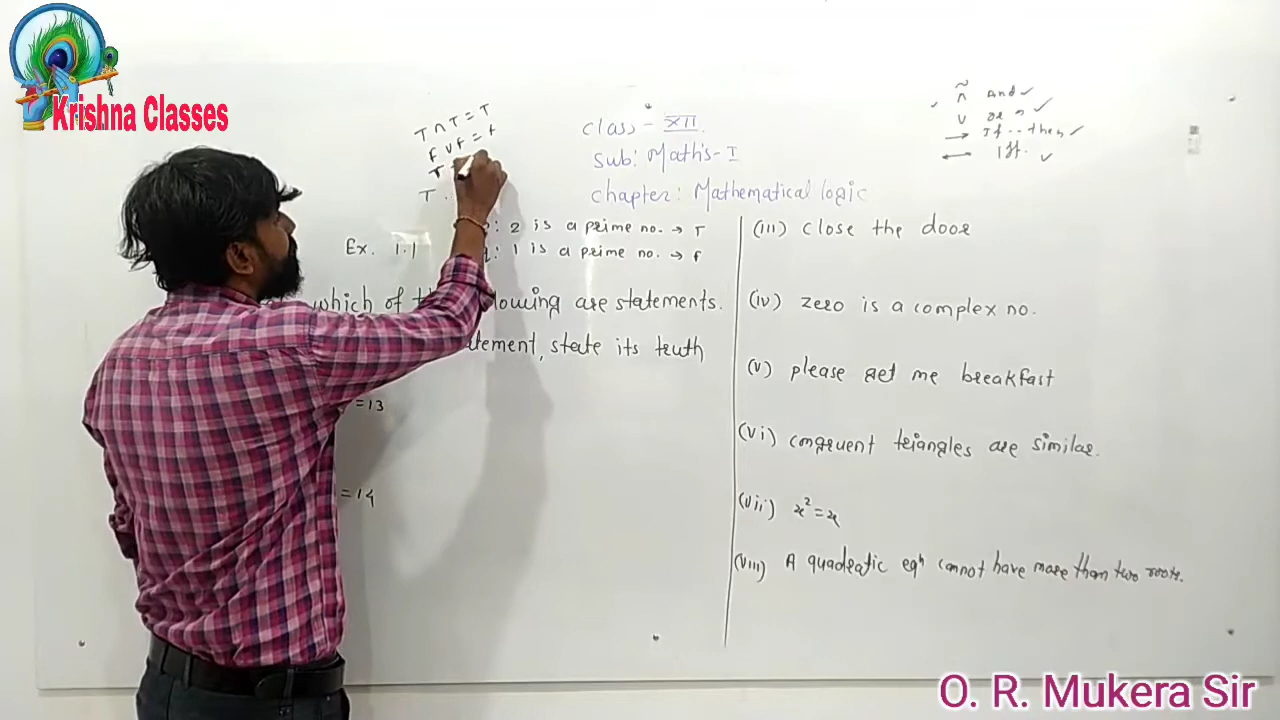 Krishna Classes
T ∧ T = T
F ∨ F = F
T
T
class - XII
sub: Maths - I
chapter: Mathematical logic
~
∧ and ✓
∨ or ✓
→ If .. then ✓
↔ Iff. ✓
Ex. 1.1
: 2 is a prime no. → T
q: 1 is a prime no. → F
which of the following are statements.
statement, state its truth
= 13
= 14
(iii) close the door
(iv) zero is a complex no.
(v) please get me breakfast
(vi) congruent triangles are similar.
(vii) x² = x
(viii) A quadratic eqn cannot have more than two roots.
O. R. Mukera Sir